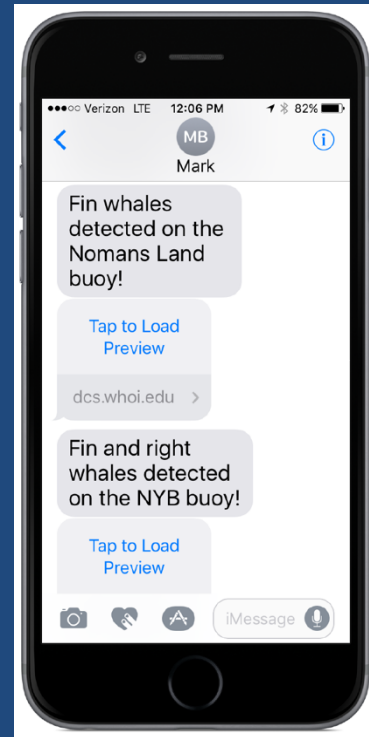 Verizon LTE 12:06 PM 82%
MB
Mark
Fin whales
detected on the
Nomans Land
buoy!
Tap to Load
Preview
dcs.whoi.edu
Fin and right
whales detected
on the NYB buoy!
Tap to Load
Preview
iMessage